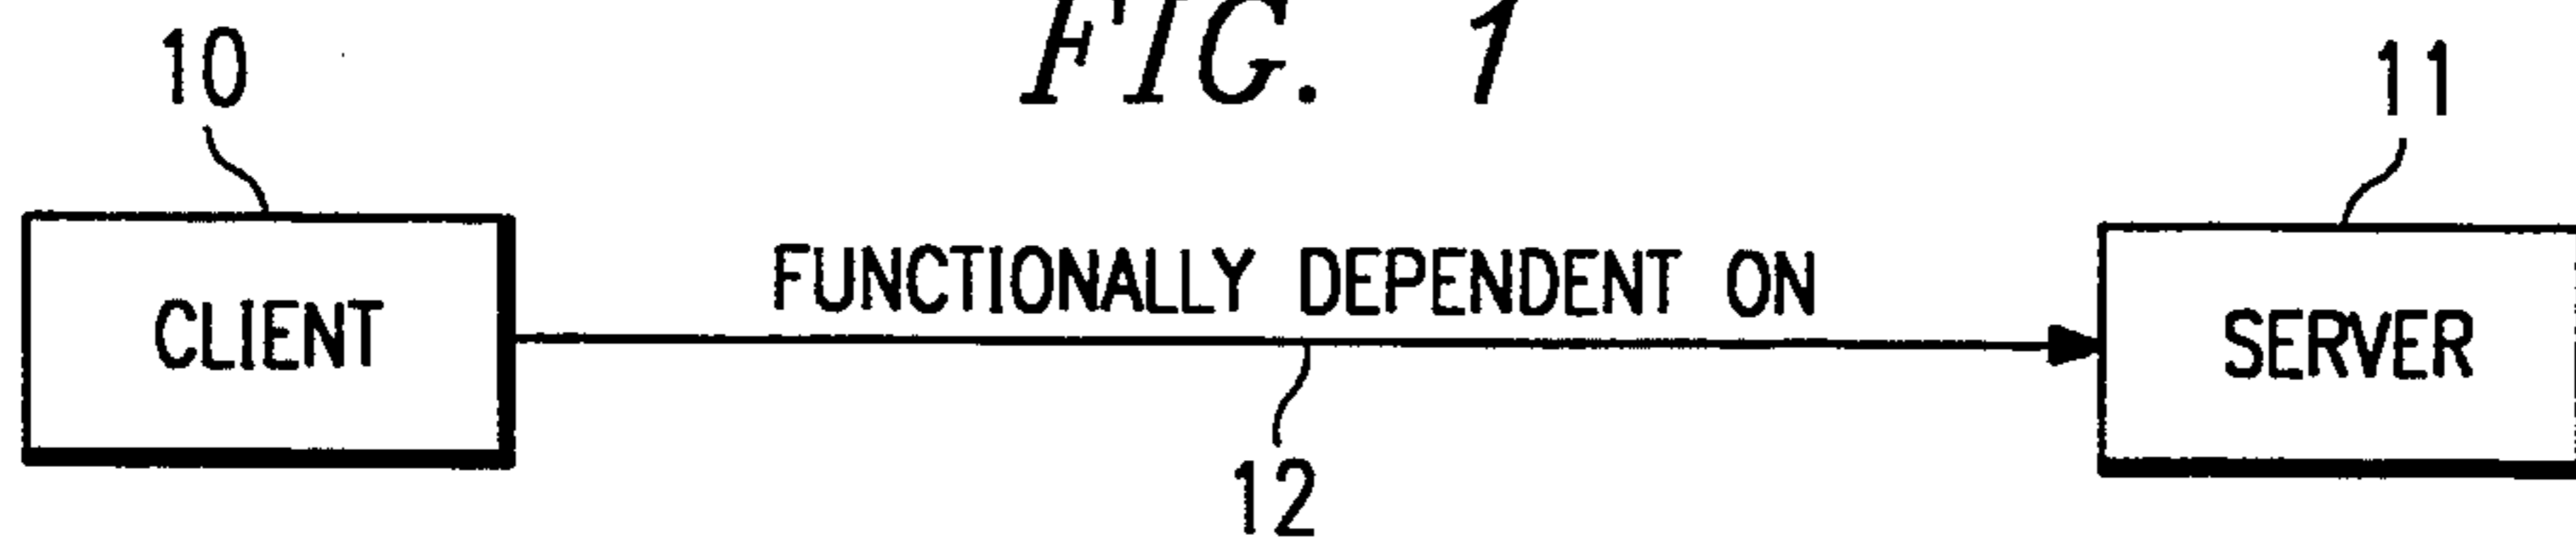 FIG. 1
10
11
FUNCTIONALLY DEPENDENT ON
CLIENT
SERVER
12